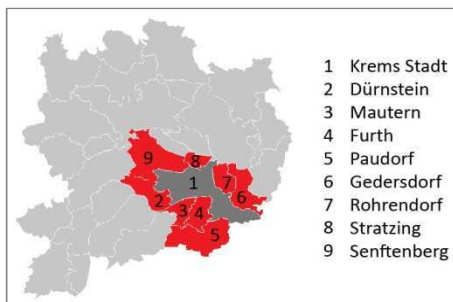 1 Krems Stadt
2 Dürnstein
3 Mautern
4 Furth
5 Paudorf
6 Gedersdorf
7 Rohrendorf
8 Stratzing
9 Senftenberg
9
8
1
7
6
2
3
4
5